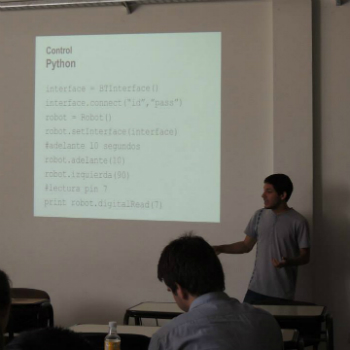 Control
Python
interface = BTInterface()
interface.connect("id","pass")
robot = Robot()
robot.setInterface(interface)
#adelante 10 segundos
robot.adelante(10)
robot.izquierda(90)
#lectura pin 7
print robot.digitalRead(7)